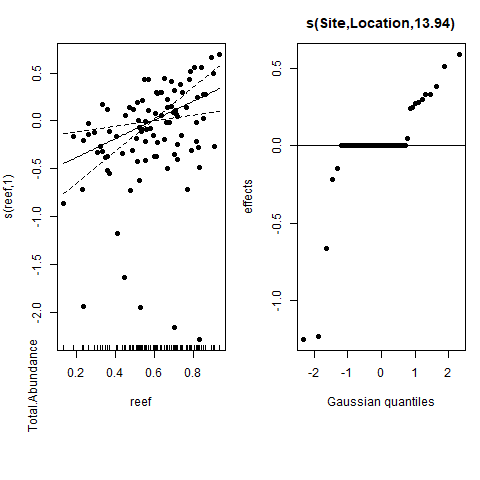 s(Site,Location,13.94)
0.5
0.0
-0.5
-1.0
-1.5
-2.0
s(reef,1)
Total.Abundance
0.2 0.4 0.6 0.8
reef
0.5
0.0
-0.5
-1.0
effects
-2 -1 0 1 2
Gaussian quantiles